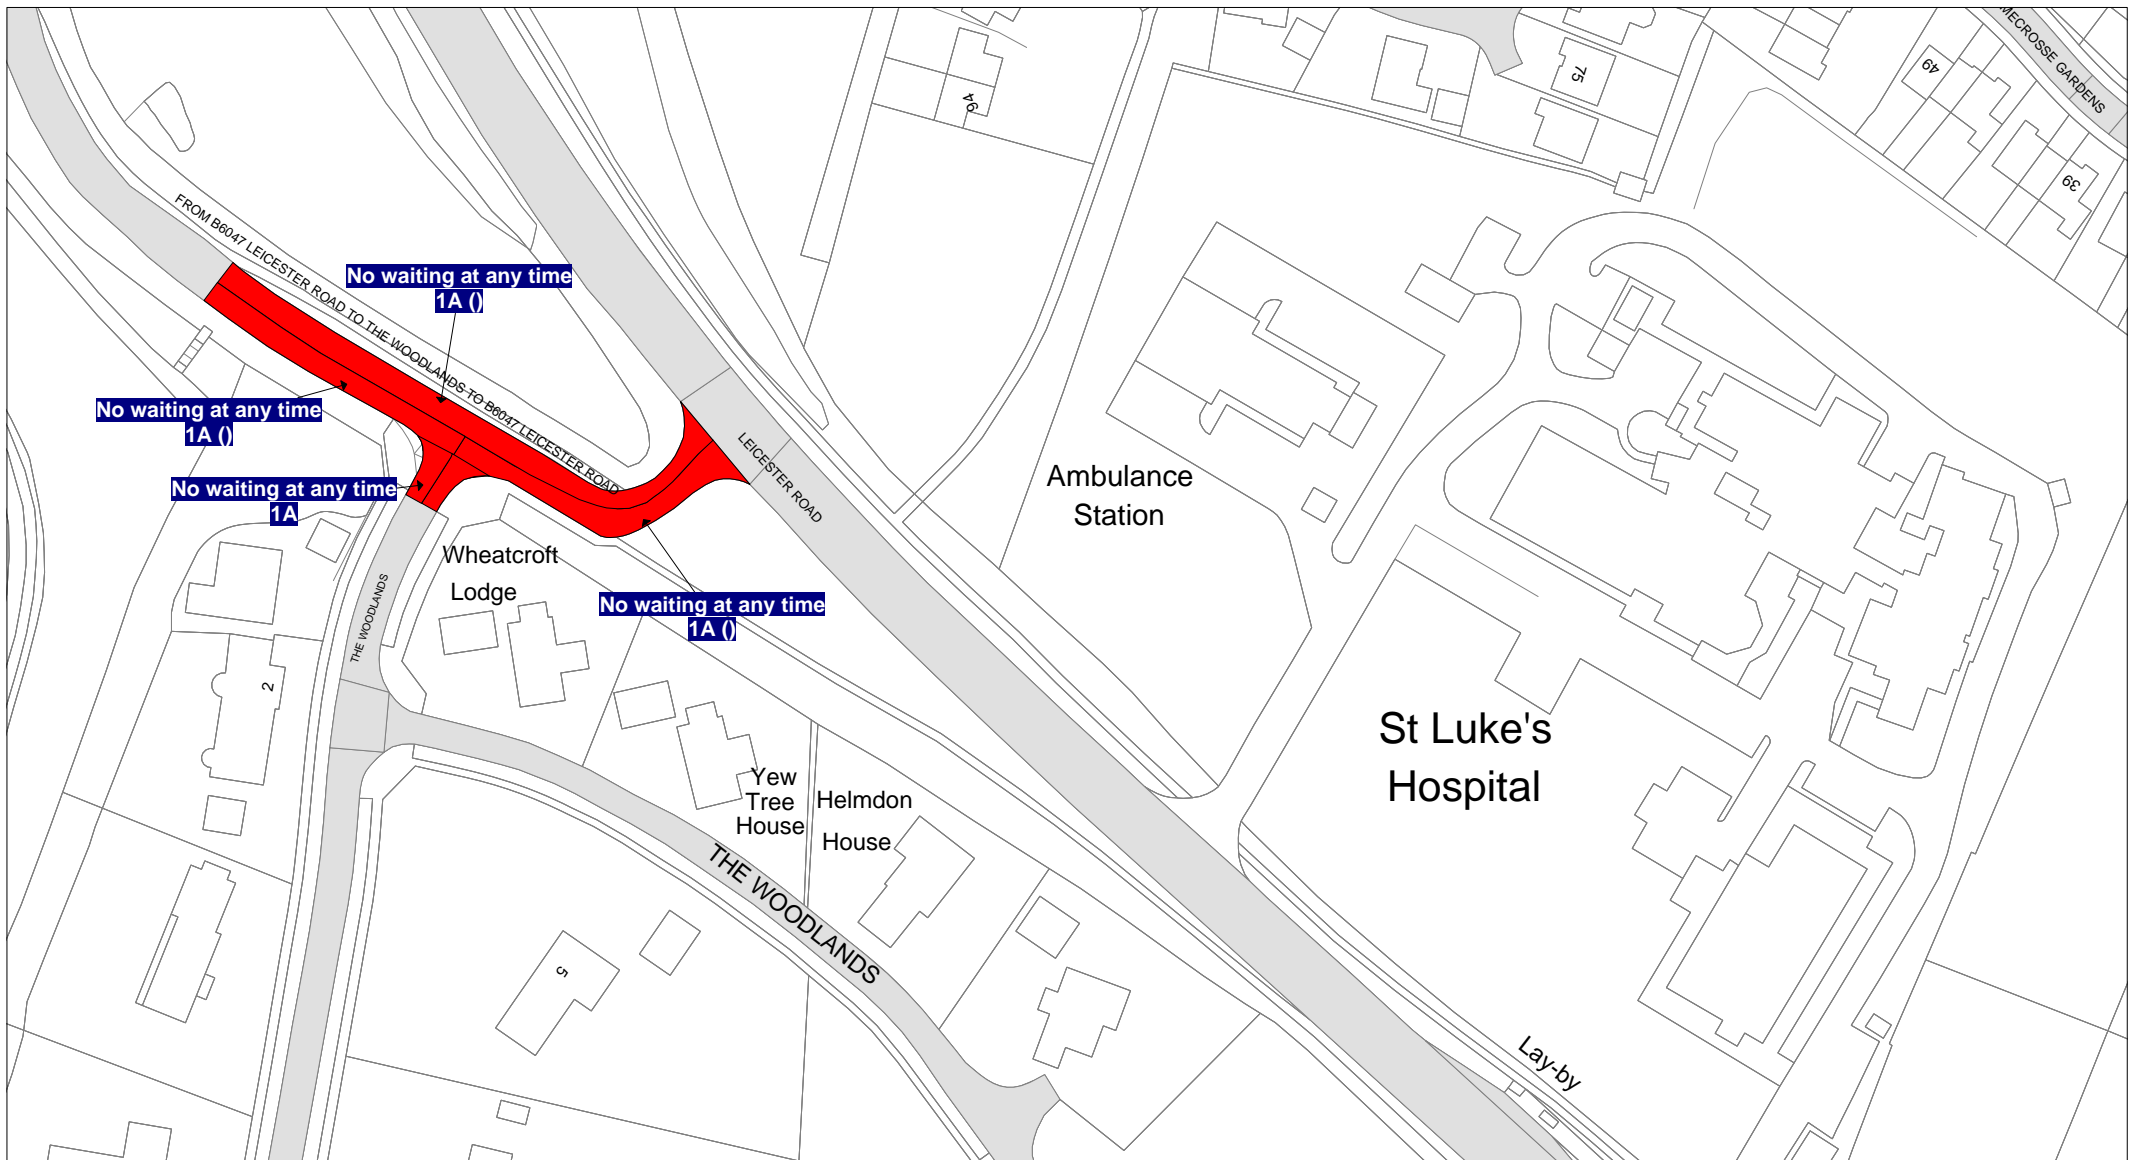 MECROSSE GARDENS
49
75
94
39
FROM B6047 LEICESTER ROAD TO THE WOODLANDS TO B6047 LEICESTER ROAD
No waiting at any time
1A ()
No waiting at any time
1A ()
No waiting at any time
1A
No waiting at any time
1A ()
LEICESTER ROAD
Ambulance
Station
Wheatcroft
Lodge
THE WOODLANDS
2
St Luke's
Hospital
Yew
Tree
House
Helmdon
House
THE WOODLANDS
5
Lay-by